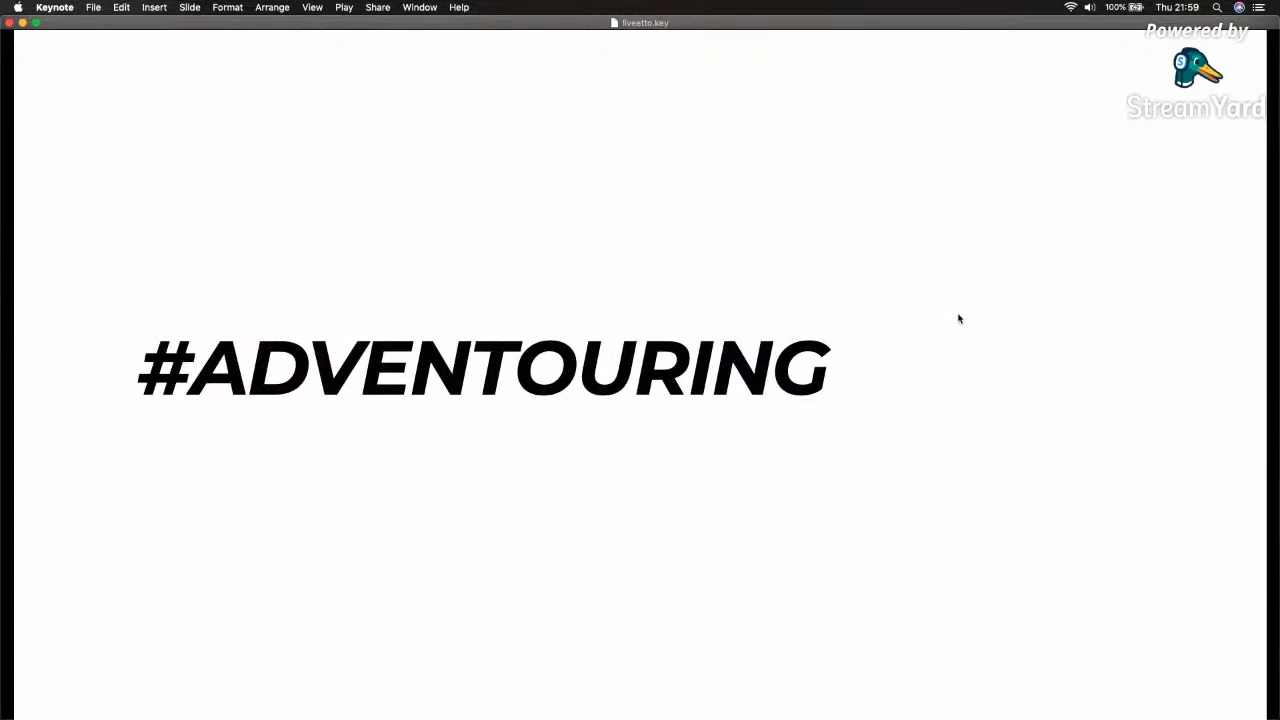 Keynote File Edit Insert Slide Format Arrange View Play Share Window Help 100% Thu 21:59
liveetto.key
Powered by
S
StreamYard
#ADVENTOURING